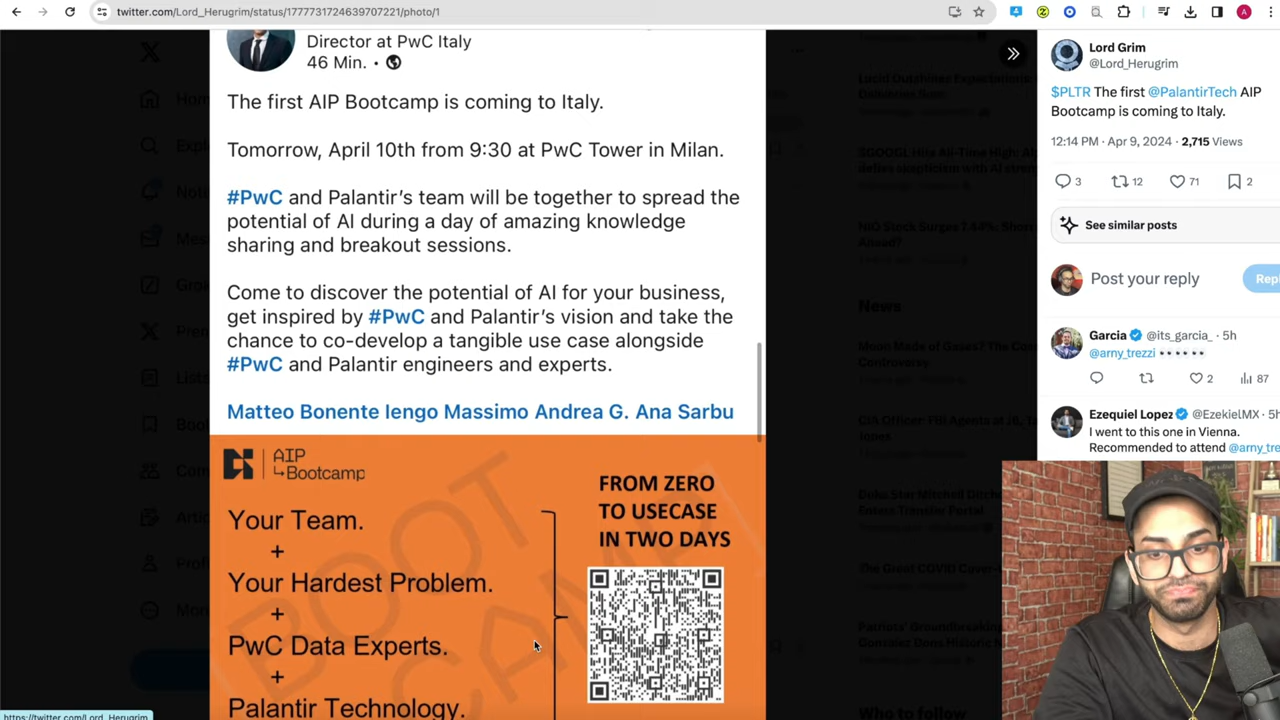 twitter.com/Lord_Herugrim/status/1777731724639707221/photo/1
A
Director at PwC Italy
46 Min. •
The first AIP Bootcamp is coming to Italy.
Tomorrow, April 10th from 9:30 at PwC Tower in Milan.
#PwC and Palantir’s team will be together to spread the
potential of AI during a day of amazing knowledge
sharing and breakout sessions.
Come to discover the potential of AI for your business,
get inspired by #PwC and Palantir’s vision and take the
chance to co-develop a tangible use case alongside
#PwC and Palantir engineers and experts.
Matteo Bonente Iengo Massimo Andrea G. Ana Sarbu
AIP
Bootcamp
Your Team.
+
Your Hardest Problem.
+
PwC Data Experts.
+
Palantir Technology.
FROM ZERO
TO USECASE
IN TWO DAYS
BOOT
CAMP
Lord Grim
@Lord_Herugrim
$PLTR The first @PalantirTech AIP
Bootcamp is coming to Italy.
12:14 PM · Apr 9, 2024 · 2,715 Views
3 12 71 2
See similar posts
Post your reply
Repl
Garcia @its_garcia_ · 5h
@arny_trezzi
2 87
Ezequiel Lopez @EzekielMX · 5h
I went to this one in Vienna.
Recommended to attend @arny_tre
News
Who to follow
https://twitter.com/Lord_Herugrim